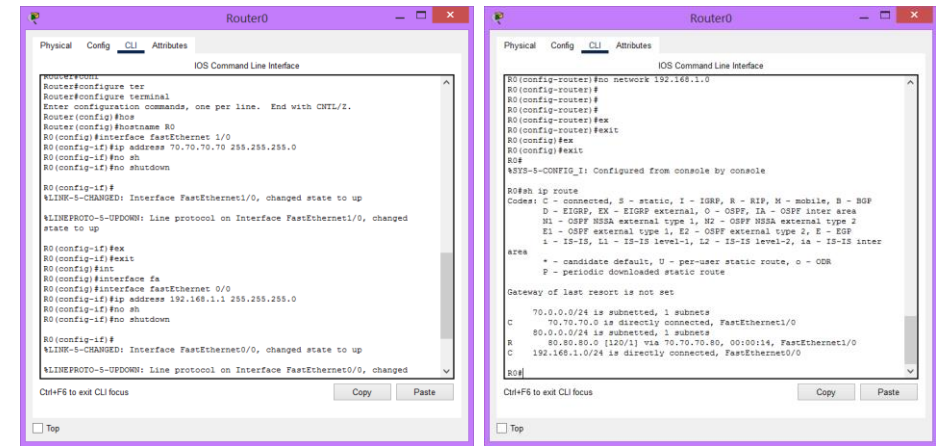 Router0
Physical Config CLI Attributes
IOS Command Line Interface
Router#configure ter
Router#configure terminal
Enter configuration commands, one per line. End with CNTL/Z.
Router(config)#hos
Router(config)#hostname R0
R0(config)#interface fastEthernet 1/0
R0(config-if)#ip address 70.70.70.70 255.255.255.0
R0(config-if)#no sh
R0(config-if)#no shutdown
R0(config-if)#
%LINK-5-CHANGED: Interface FastEthernet1/0, changed state to up
%LINEPROTO-5-UPDOWN: Line protocol on Interface FastEthernet1/0, changed
state to up
R0(config-if)#ex
R0(config-if)#exit
R0(config)#int
R0(config)#interface fa
R0(config)#interface fastEthernet 0/0
R0(config-if)#ip address 192.168.1.1 255.255.255.0
R0(config-if)#no sh
R0(config-if)#no shutdown
R0(config-if)#
%LINK-5-CHANGED: Interface FastEthernet0/0, changed state to up
%LINEPROTO-5-UPDOWN: Line protocol on Interface FastEthernet0/0, changed
Ctrl+F6 to exit CLI focus
Copy Paste
Top
Router0
Physical Config CLI Attributes
IOS Command Line Interface
R0(config-router)#no network 192.168.1.0
R0(config-router)#
R0(config-router)#
R0(config-router)#
R0(config-router)#ex
R0(config-router)#exit
R0(config)#ex
R0(config)#exit
R0#
%SYS-5-CONFIG_I: Configured from console by console
R0#sh ip route
Codes: C - connected, S - static, I - IGRP, R - RIP, M - mobile, B - BGP
D - EIGRP, EX - EIGRP external, O - OSPF, IA - OSPF inter area
N1 - OSPF NSSA external type 1, N2 - OSPF NSSA external type 2
E1 - OSPF external type 1, E2 - OSPF external type 2, E - EGP
i - IS-IS, L1 - IS-IS level-1, L2 - IS-IS level-2, ia - IS-IS inter
area
* - candidate default, U - per-user static route, o - ODR
P - periodic downloaded static route
Gateway of last resort is not set
70.0.0.0/24 is subnetted, 1 subnets
C 70.70.70.0 is directly connected, FastEthernet1/0
80.0.0.0/24 is subnetted, 1 subnets
R 80.80.80.0 [120/1] via 70.70.70.80, 00:00:14, FastEthernet1/0
C 192.168.1.0/24 is directly connected, FastEthernet0/0
R0#
Ctrl+F6 to exit CLI focus
Copy Paste
Top